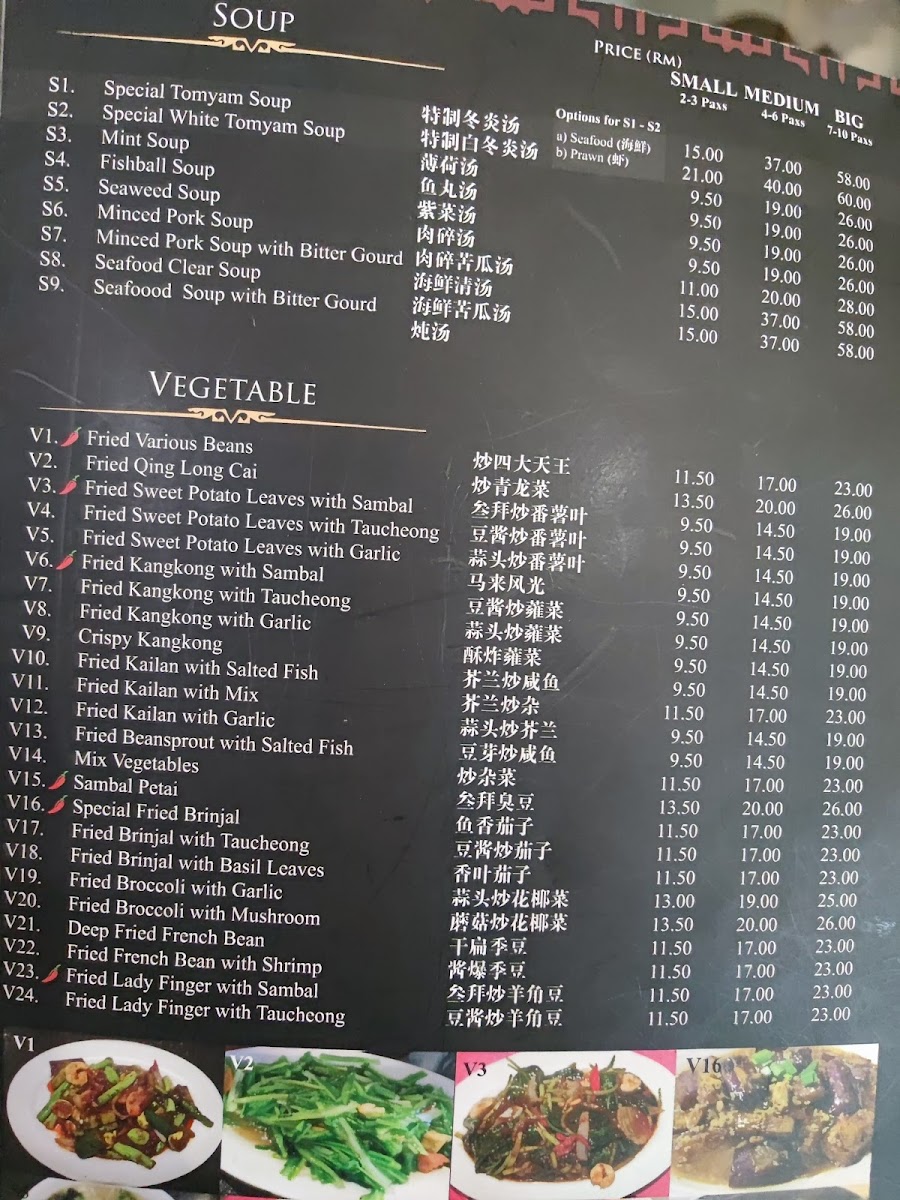 SOUP
PRICE (RM)
SMALL MEDIUM BIG
2-3 Paxs 4-6 Paxs 7-10 Paxs
Options for S1 - S2
a) Seafood (海鲜)
b) Prawn (虾)
S1. Special Tomyam Soup 特制冬炎汤 15.00 37.00 58.00
S2. Special White Tomyam Soup 特制白冬炎汤 21.00 40.00 60.00
S3. Mint Soup 薄荷汤 9.50 19.00 26.00
S4. Fishball Soup 鱼丸汤 9.50 19.00 26.00
S5. Seaweed Soup 紫菜汤 9.50 19.00 26.00
S6. Minced Pork Soup 肉碎汤 9.50 19.00 26.00
S7. Minced Pork Soup with Bitter Gourd 肉碎苦瓜汤 11.00 20.00 28.00
S8. Seafood Clear Soup 海鲜清汤 15.00 37.00 58.00
S9. Seafoood Soup with Bitter Gourd 海鲜苦瓜汤 15.00 37.00 58.00
炖汤
VEGETABLE
V1. Fried Various Beans 炒四大天王 11.50 17.00 23.00
V2. Fried Qing Long Cai 炒青龙菜 13.50 20.00 26.00
V3. Fried Sweet Potato Leaves with Sambal 叁拜炒番薯叶 9.50 14.50 19.00
V4. Fried Sweet Potato Leaves with Taucheong 豆酱炒番薯叶 9.50 14.50 19.00
V5. Fried Sweet Potato Leaves with Garlic 蒜头炒番薯叶 9.50 14.50 19.00
V6. Fried Kangkong with Sambal 马来风光 9.50 14.50 19.00
V7. Fried Kangkong with Taucheong 豆酱炒蕹菜 9.50 14.50 19.00
V8. Fried Kangkong with Garlic 蒜头炒蕹菜 9.50 14.50 19.00
V9. Crispy Kangkong 酥炸蕹菜 9.50 14.50 19.00
V10. Fried Kailan with Salted Fish 芥兰炒咸鱼 9.50 14.50 19.00
V11. Fried Kailan with Mix 芥兰炒杂 11.50 17.00 23.00
V12. Fried Kailan with Garlic 蒜头炒芥兰 9.50 14.50 19.00
V13. Fried Beansprout with Salted Fish 豆芽炒咸鱼 9.50 14.50 19.00
V14. Mix Vegetables 炒杂菜 11.50 17.00 23.00
V15. Sambal Petai 叁拜臭豆 13.50 20.00 26.00
V16. Special Fried Brinjal 鱼香茄子 11.50 17.00 23.00
V17. Fried Brinjal with Taucheong 豆酱炒茄子 11.50 17.00 23.00
V18. Fried Brinjal with Basil Leaves 香叶茄子 11.50 17.00 23.00
V19. Fried Broccoli with Garlic 蒜头炒花椰菜 13.00 19.00 25.00
V20. Fried Broccoli with Mushroom 蘑菇炒花椰菜 13.50 20.00 26.00
V21. Deep Fried French Bean 干扁季豆 11.50 17.00 23.00
V22. Fried French Bean with Shrimp 酱爆季豆 11.50 17.00 23.00
V23. Fried Lady Finger with Sambal 叁拜炒羊角豆 11.50 17.00 23.00
V24. Fried Lady Finger with Taucheong 豆酱炒羊角豆 11.50 17.00 23.00
V1 V2 V3 V16